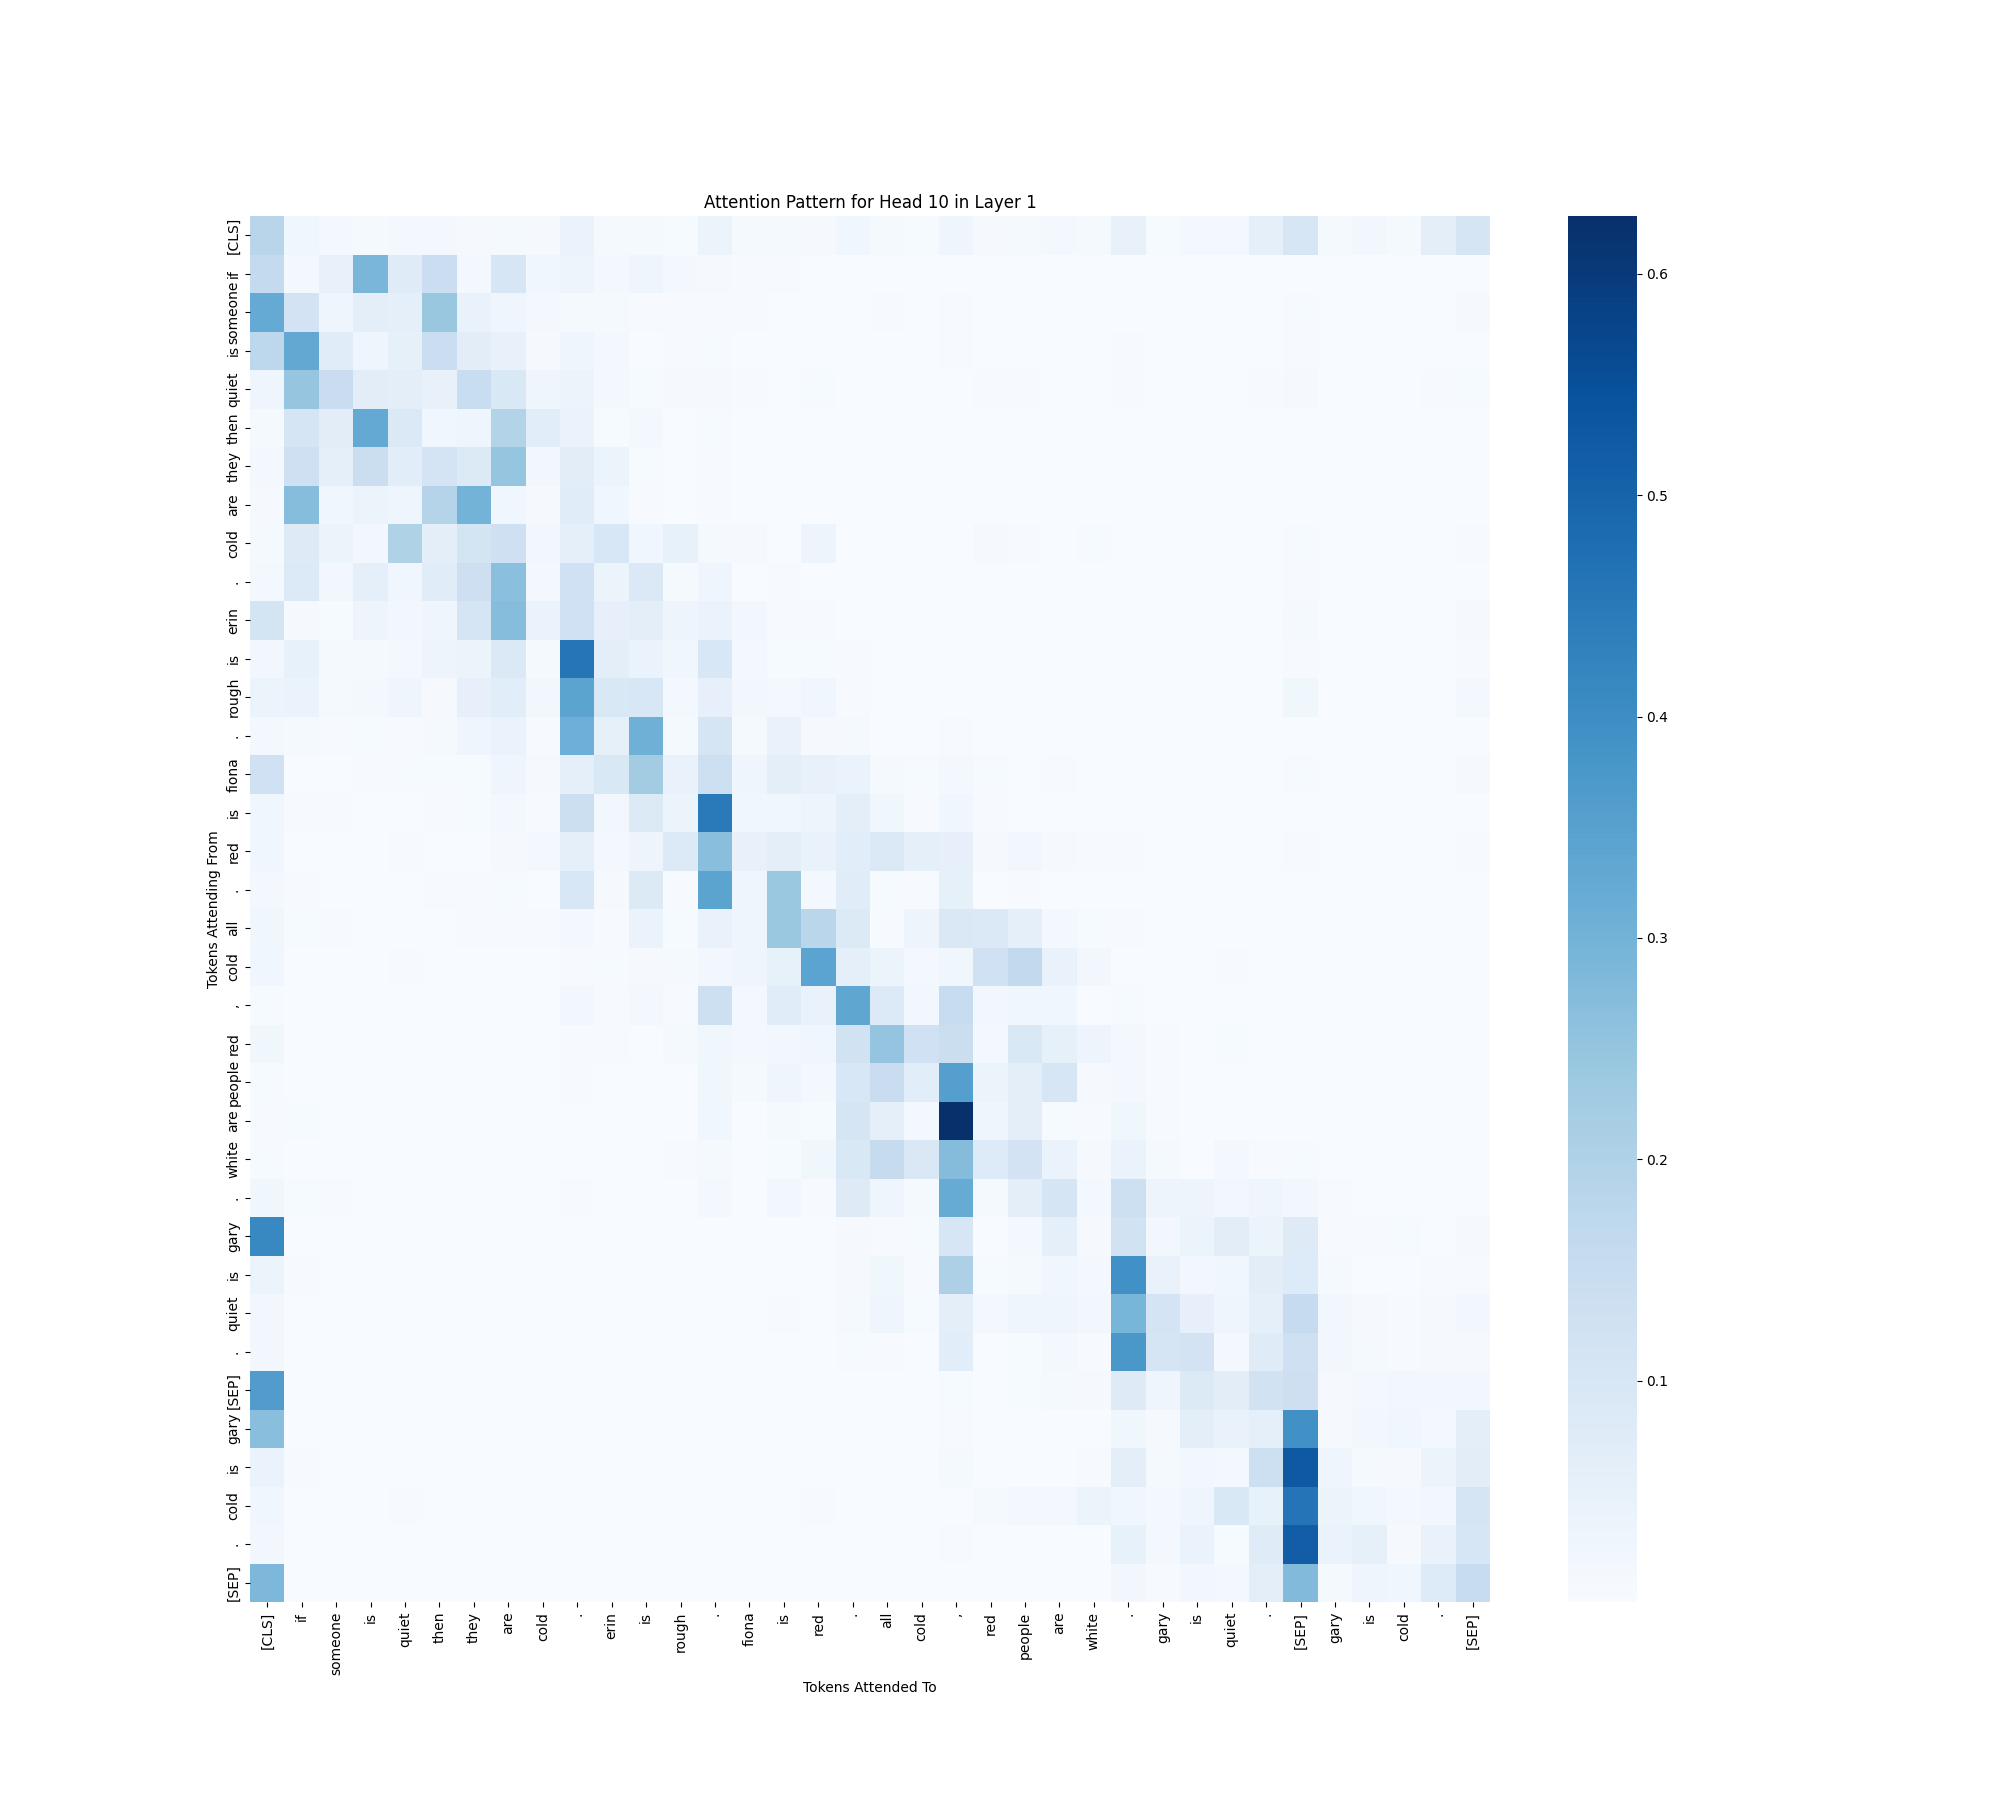 Attention Pattern for Head 10 in Layer 1
Tokens Attending From
[CLS]
if
someone
is
quiet
then
they
are
cold
.
erin
is
rough
.
fiona
is
red
.
all
cold
,
red
people
are
white
.
gary
is
quiet
.
[SEP]
gary
is
cold
.
[SEP]
[CLS]
if
someone
is
quiet
then
they
are
cold
.
erin
is
rough
.
fiona
is
red
.
all
cold
,
red
people
are
white
.
gary
is
quiet
.
[SEP]
gary
is
cold
.
[SEP]
Tokens Attended To
0.6
0.5
0.4
0.3
0.2
0.1